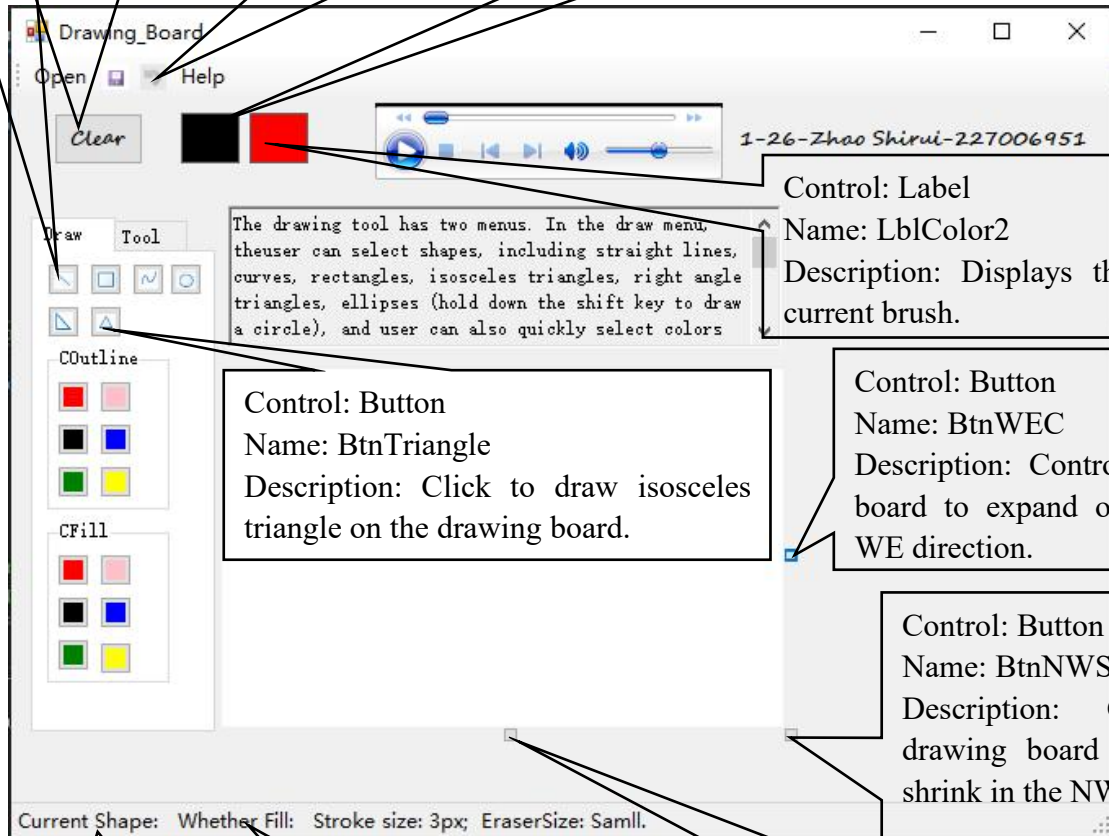 Drawing_Board
Open Help
Clear
1-26-Zhao Shirui-227006951
Control: Label
Name: LblColor2
Description: Displays
current brush.
Draw Tool
The drawing tool has two menus. In the draw menu,
theuser can select shapes, including straight lines,
curves, rectangles, isosceles triangles, right angle
triangles, ellipses (hold down the shift key to draw
a circle), and user can also quickly select colors
COutline
Control: Button
Name: BtnTriangle
Description: Click to draw isosceles
triangle on the drawing board.
Control: Button
Name: BtnWEC
Description:
board to expand
WE direction.
CFill
Control: Button
Name:
Description:
drawing board
shrink in the
Current Shape: Whether Fill: Stroke size: 3px; EraserSize: Samll.